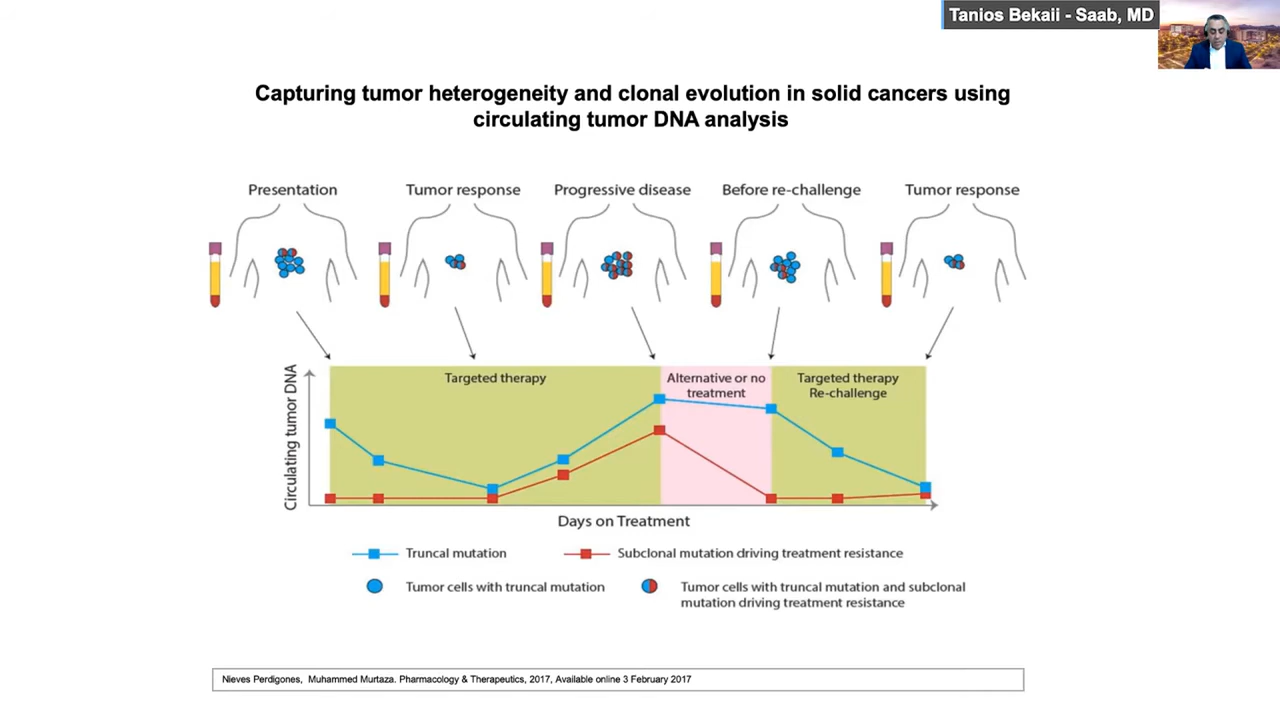 Tanios Bekaii - Saab, MD
Capturing tumor heterogeneity and clonal evolution in solid cancers using
circulating tumor DNA analysis
Presentation
Tumor response
Progressive disease
Before re-challenge
Tumor response
Circulating tumor DNA
Targeted therapy
Alternative or no
treatment
Targeted therapy
Re-challenge
Days on Treatment
Truncal mutation
Subclonal mutation driving treatment resistance
Tumor cells with truncal mutation
Tumor cells with truncal mutation and subclonal
mutation driving treatment resistance
Nieves Perdigones, Muhammed Murtaza. Pharmacology & Therapeutics, 2017, Available online 3 February 2017